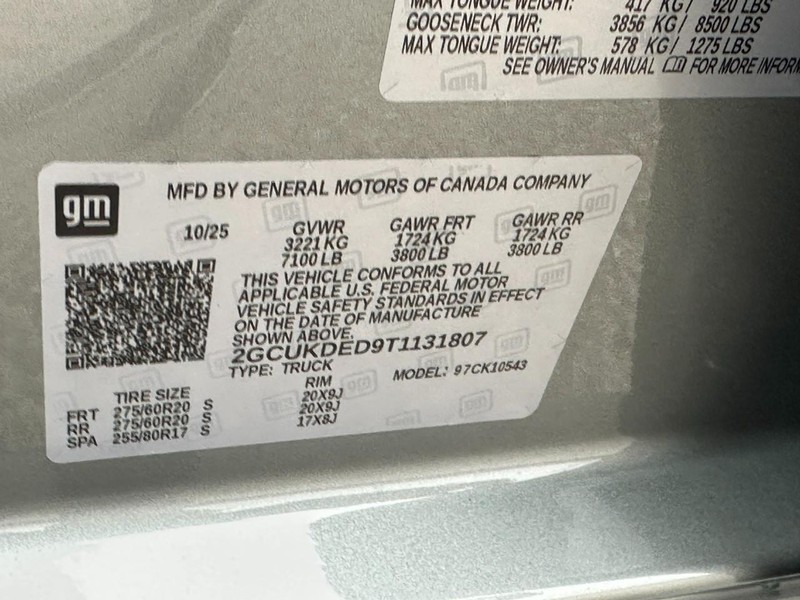 MAX TONGUE WEIGHT: 417 KG / 920 LBS
GOOSENECK TWR: 3856 KG / 8500 LBS
MAX TONGUE WEIGHT: 578 KG / 1275 LBS
SEE OWNER'S MANUAL FOR MORE
gm
MFD BY GENERAL MOTORS OF CANADA COMPANY
10/25 GVWR GAWR FRT GAWR RR
3221 KG 1724 KG 1724 KG
7100 LB 3800 LB 3800 LB
THIS VEHICLE CONFORMS TO ALL
APPLICABLE U.S. FEDERAL MOTOR
VEHICLE SAFETY STANDARDS IN EFFECT
ON THE DATE OF MANUFACTURE
SHOWN ABOVE.
2GCUKDED9T1131807
TYPE: TRUCK MODEL: 97CK10543
TIRE SIZE RIM
FRT 275/60R20 S 20X9J
RR 275/60R20 S 20X9J
SPA 255/80R17 S 17X8J